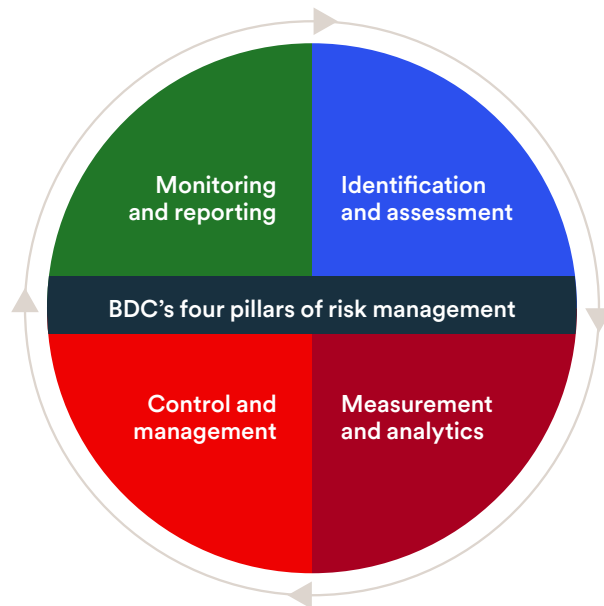 Monitoring
and reporting
Identification
and assessment
BDC’s four pillars of risk management
Control and
management
Measurement
and analytics